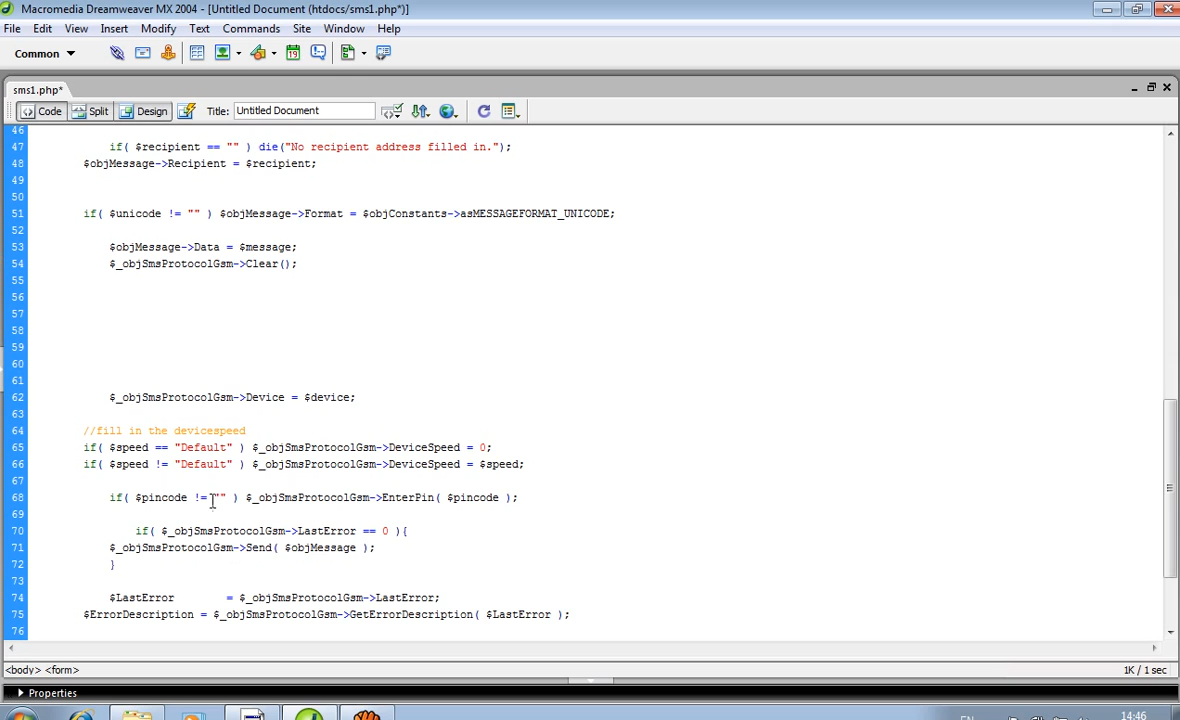 Macromedia Dreamweaver MX 2004 - [Untitled Document (htdocs/sms1.php*)]
File Edit View Insert Modify Text Commands Site Window Help
Common
sms1.php*
Code Split Design Title: Untitled Document
46
47 if( $recipient == "" ) die("No recipient address filled in.");
48 $objMessage->Recipient = $recipient;
49
50
51 if( $unicode != "" ) $objMessage->Format = $objConstants->asMESSAGEFORMAT_UNICODE;
52
53 $objMessage->Data = $message;
54 $_objSmsProtocolGsm->Clear();
55
56
57
58
59
60
61
62 $_objSmsProtocolGsm->Device = $device;
63
64 //fill in the devicespeed
65 if( $speed == "Default" ) $_objSmsProtocolGsm->DeviceSpeed = 0;
66 if( $speed != "Default" ) $_objSmsProtocolGsm->DeviceSpeed = $speed;
67
68 if( $pincode != "" ) $_objSmsProtocolGsm->EnterPin( $pincode );
69
70 if( $_objSmsProtocolGsm->LastError == 0 ){
71 $_objSmsProtocolGsm->Send( $objMessage );
72 }
73
74 $LastError = $_objSmsProtocolGsm->LastError;
75 $ErrorDescription = $_objSmsProtocolGsm->GetErrorDescription( $LastError );
76
<body> <form> 1K / 1 sec
Properties
EN 14:46